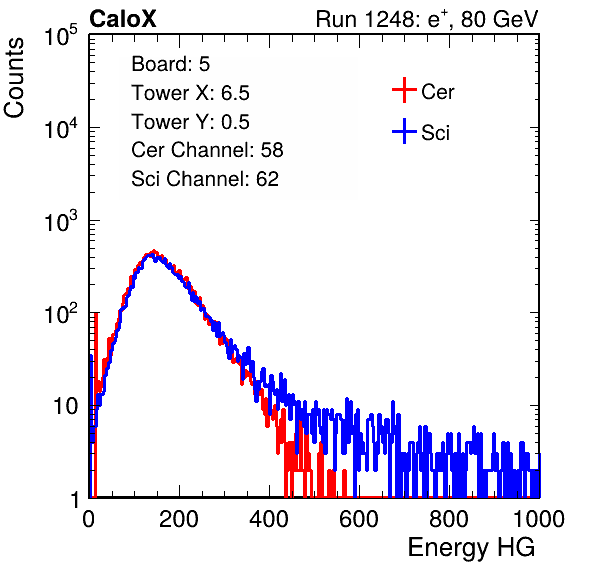 CaloX
Run 1248: e⁺, 80 GeV
Counts
10⁵
10⁴
10³
10²
10
1
Board: 5
Tower X: 6.5
Tower Y: 0.5
Cer Channel: 58
Sci Channel: 62
Cer
Sci
0 200 400 600 800 1000
Energy HG